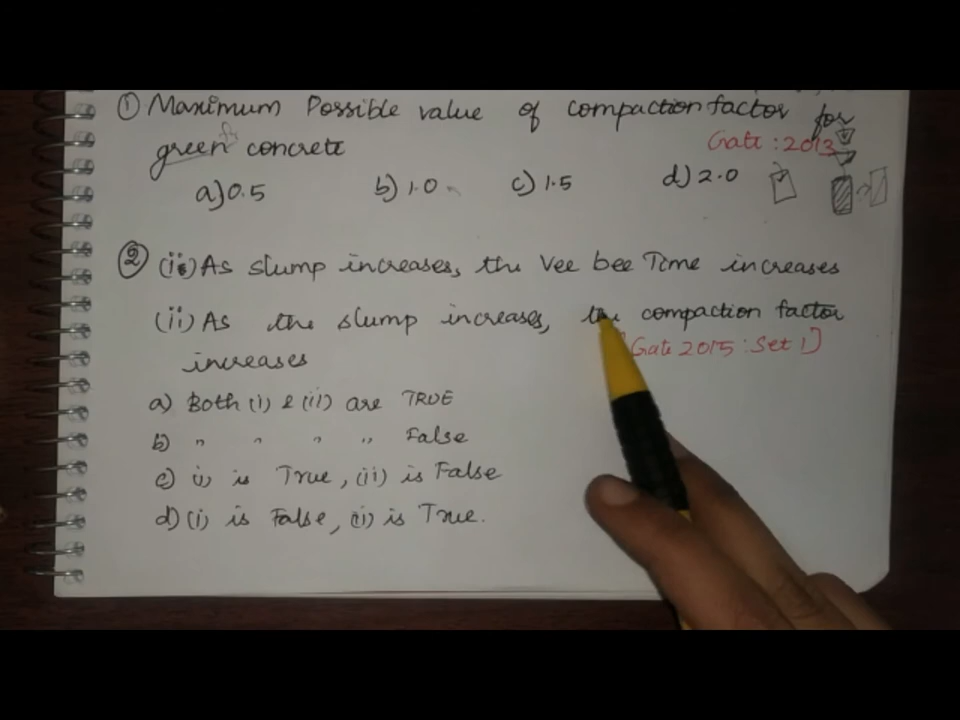 ① Maximum Possible value of compaction factor for
green concrete
Gate : 2013
a) 0.5 b) 1.0 c) 1.5 d) 2.0
② (ii) As slump increases, the Vee bee Time increases
(ii) As the slump increases, the compaction factor
increases
[Gate 2015 : Set 1]
a) Both (i) & (ii) are TRUE
b) " " " " False
c) (i) is True, (ii) is False
d) (i) is False, (i) is True.